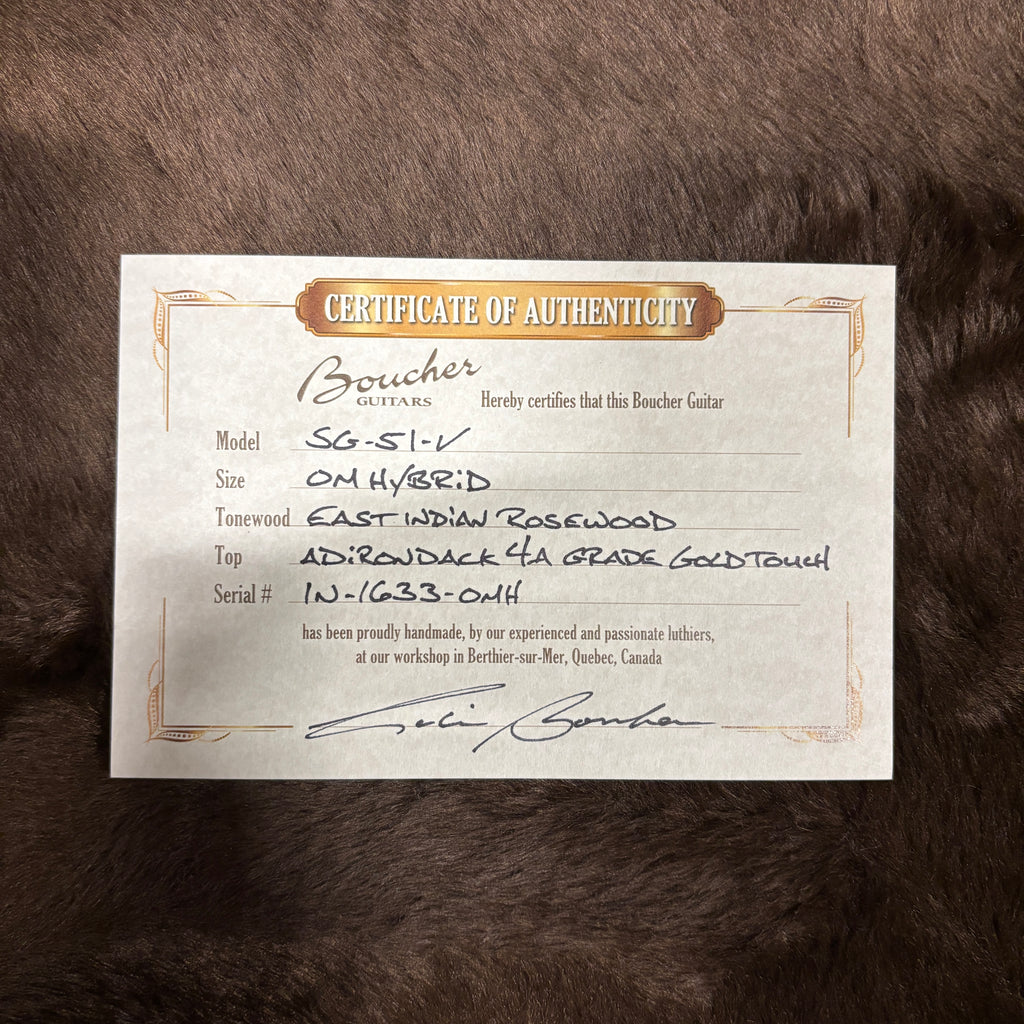 CERTIFICATE OF AUTHENTICITY
Boucher
GUITARS
Hereby certifies that this Boucher Guitar
Model SG-51-V
Size OM HYBRiD
Tonewood EAST INDiAN ROSEWOOD
Top ADiRONDACK 4A GRADE GOLDTOUCH
Serial # IN-1633-OMH
has been proudly handmade, by our experienced and passionate luthiers,
at our workshop in Berthier-sur-Mer, Quebec, Canada
Boucher